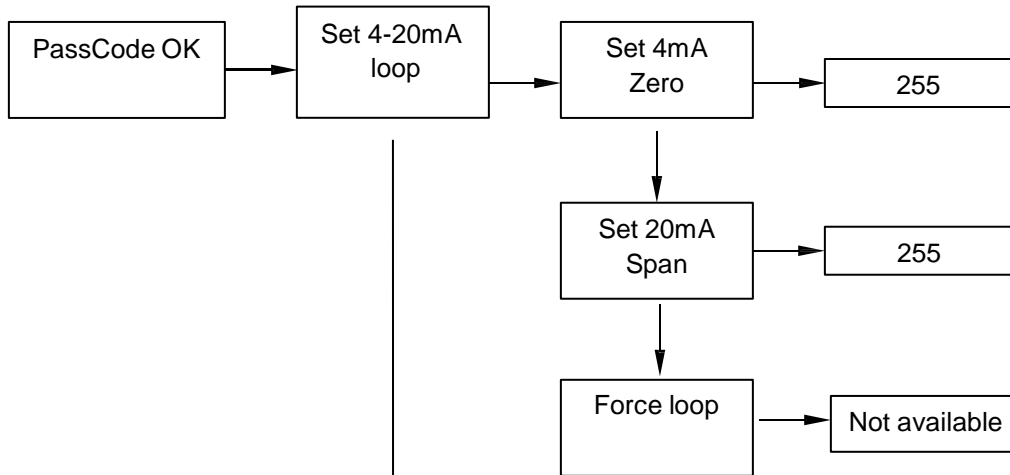 PassCode OK
Set 4-20mA
loop
Set 4mA
Zero
255
Set 20mA
Span
255
Force loop
Not available